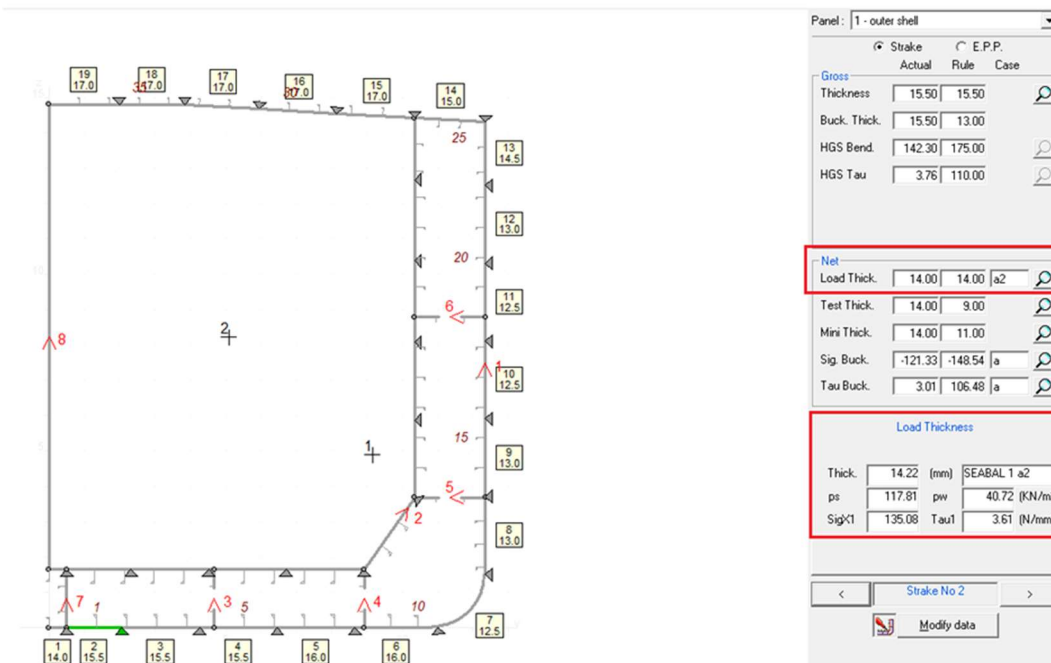 19
17.0
18
17.0
35
17
17.0
16
17.0
30
15
17.0
14
15.0
25
13
14.5
12
13.0
20
11
12.5
6
10
12.5
1
8
2
1
15
9
13.0
5
2
8
13.0
7
1
3
5
4
10
7
12.5
1
14.0
2
15.5
3
15.5
4
15.5
5
16.0
6
16.0
Panel : 1 - outer shell
Strake E.P.P.
Actual Rule Case
Gross
Thickness 15.50 15.50
Buck. Thick. 15.50 13.00
HGS Bend. 142.30 175.00
HGS Tau 3.76 110.00
Net
Load Thick. 14.00 14.00 a2
Test Thick. 14.00 9.00
Mini Thick. 14.00 11.00
Sig. Buck. -121.33 -148.54 a
Tau Buck. 3.01 106.48 a
Load Thickness
Thick. 14.22 (mm) SEABAL 1 a2
ps 117.81 pw 40.72 (KN/m
SigX1 135.08 Tau1 3.61 (N/mm
< Strake No 2 >
Modify data